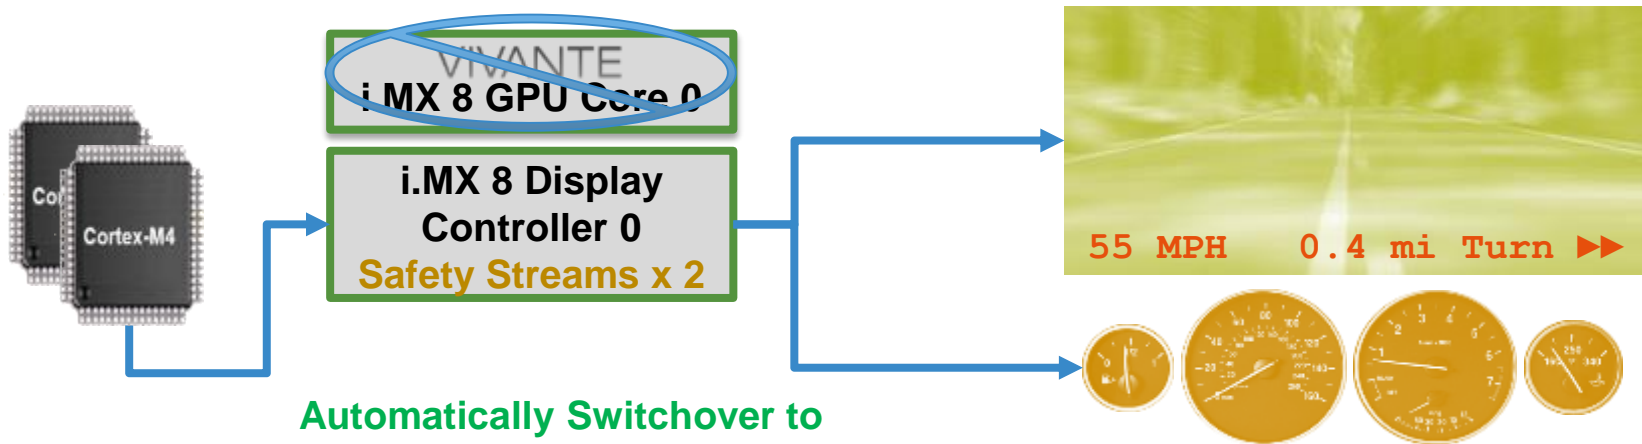 VIVANTE
i.MX 8 GPU Core 0
Cor
Cortex-M4
i.MX 8 Display
Controller 0
Safety Streams x 2
55 MPH 0.4 mi Turn ▶▶
Automatically Switchover to